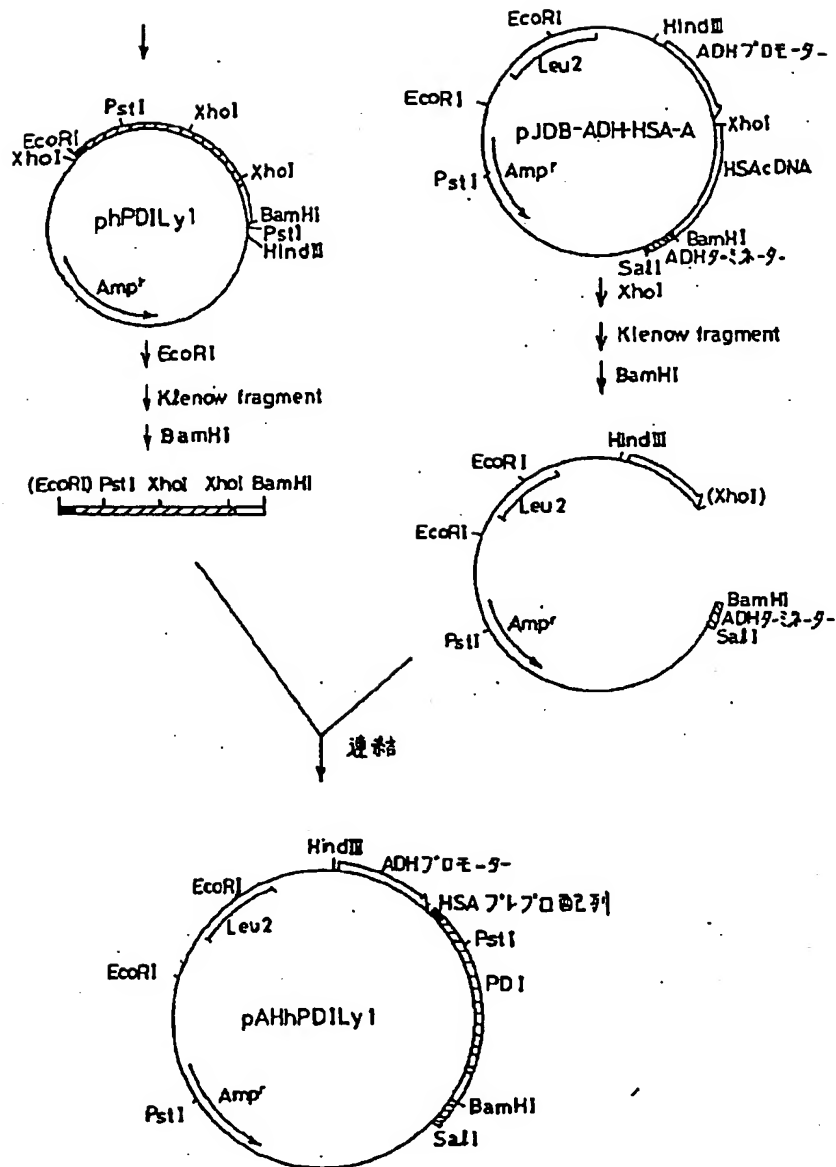 PstI
XhoI
EcoRI
XhoI
XhoI
phPDILy1
BamHI
PstI
HindIII
Ampʳ
EcoRI
Klenow fragment
BamHI
(EcoRI) PstI XhoI XhoI BamHI
HindIII
ADHプロモーター
EcoRI
Leu2
EcoRI
pJDB-ADH-HSA-A
XhoI
PstI
Ampʳ
HSAcDNA
BamHI
ADHターミネーター
SalI
XhoI
Klenow fragment
BamHI
HindIII
EcoRI
Leu2
(XhoI)
EcoRI
BamHI
ADHターミネーター
SalI
Ampʳ
PstI
連結
HindIII
ADHプロモーター
EcoRI
HSAプレプロ配列
Leu2
PstI
EcoRI
PDI
pAHhPDILy1
Ampʳ
PstI
BamHI
SalI